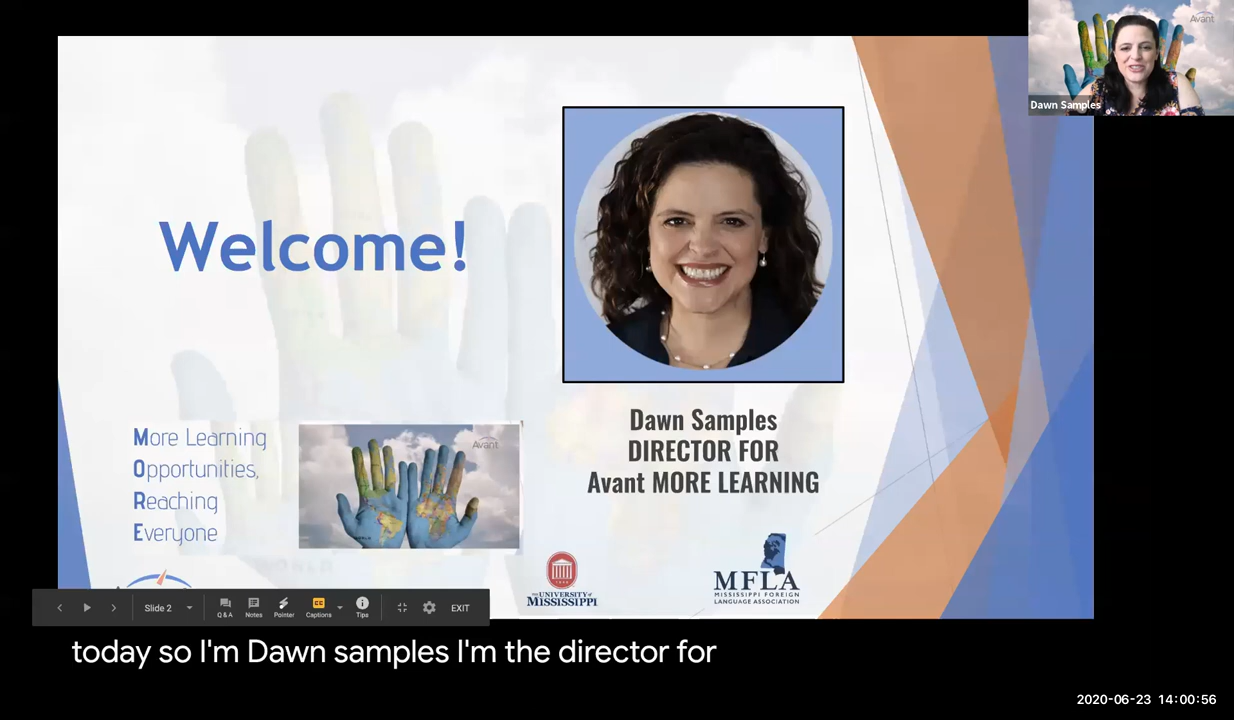 Avant
Dawn Samples
Welcome!
Dawn Samples
DIRECTOR FOR
Avant MORE LEARNING
More Learning
Opportunities,
Reaching
Everyone
Avant
THE UNIVERSITY of
MISSISSIPPI
MFLA
MISSISSIPPI FOREIGN
LANGUAGE ASSOCIATION
Slide 2
Q & A
Notes
Pointer
CC
Captions
Tips
EXIT
today so I'm Dawn samples I'm the director for
2020-06-23 14:00:56